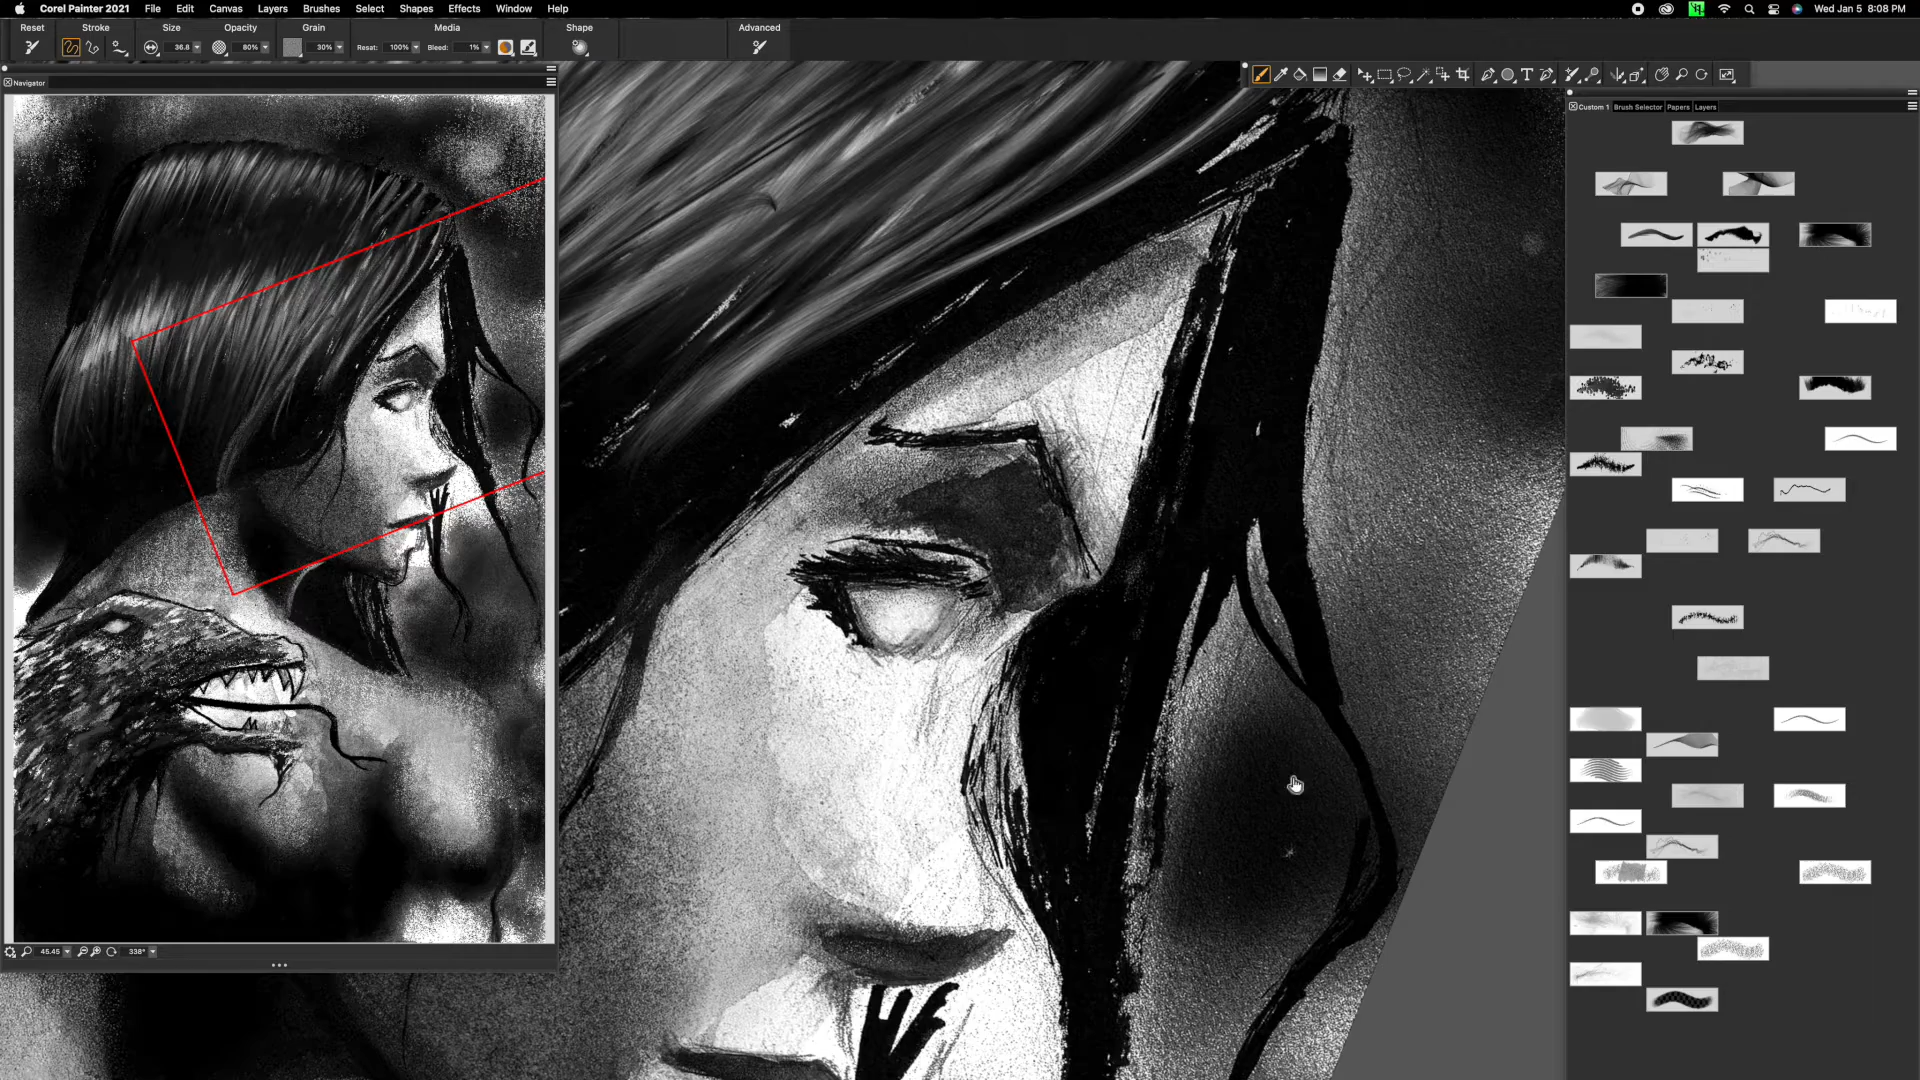 Corel Painter 2021 File Edit Canvas Layers Brushes Select Shapes Effects Window Help Wed Jan 5 8:08 PM
Reset Stroke Size Opacity Grain Media Shape Advanced
36.8 80% 30% Resat: 100% Bleed: 1%
Navigator
Custom 1 Brush Selector Papers Layers
45.45 338°